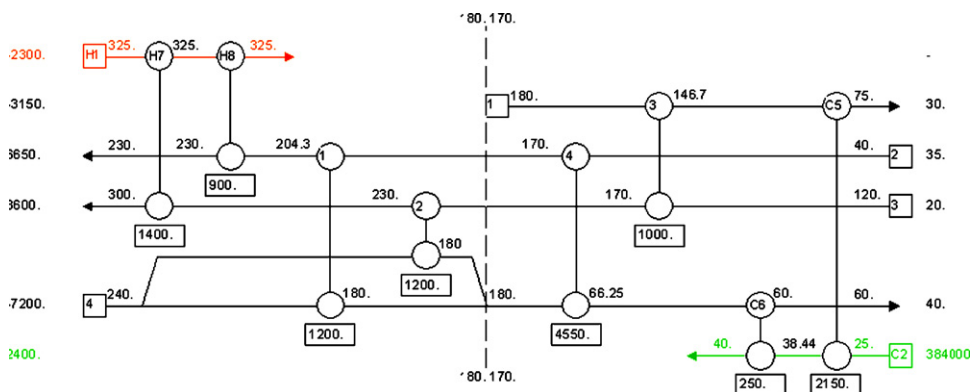 180.170.
325. 325. 325.
2300. H1 H7 H8 -
180. 146.7 75.
3150. 1 3 C5 30.
230. 230. 204.3 170. 40.
6650. 1 4 2 35.
900.
300. 230. 170. 120.
3600. 2 3 20.
1400. 1000.
180
1200.
240. 180. 180. 66.25 60. 60.
7200. 4 C6 40.
1200. 4550.
40. 38.44 25.
2400. C2 384000
180.170. 250. 2150.